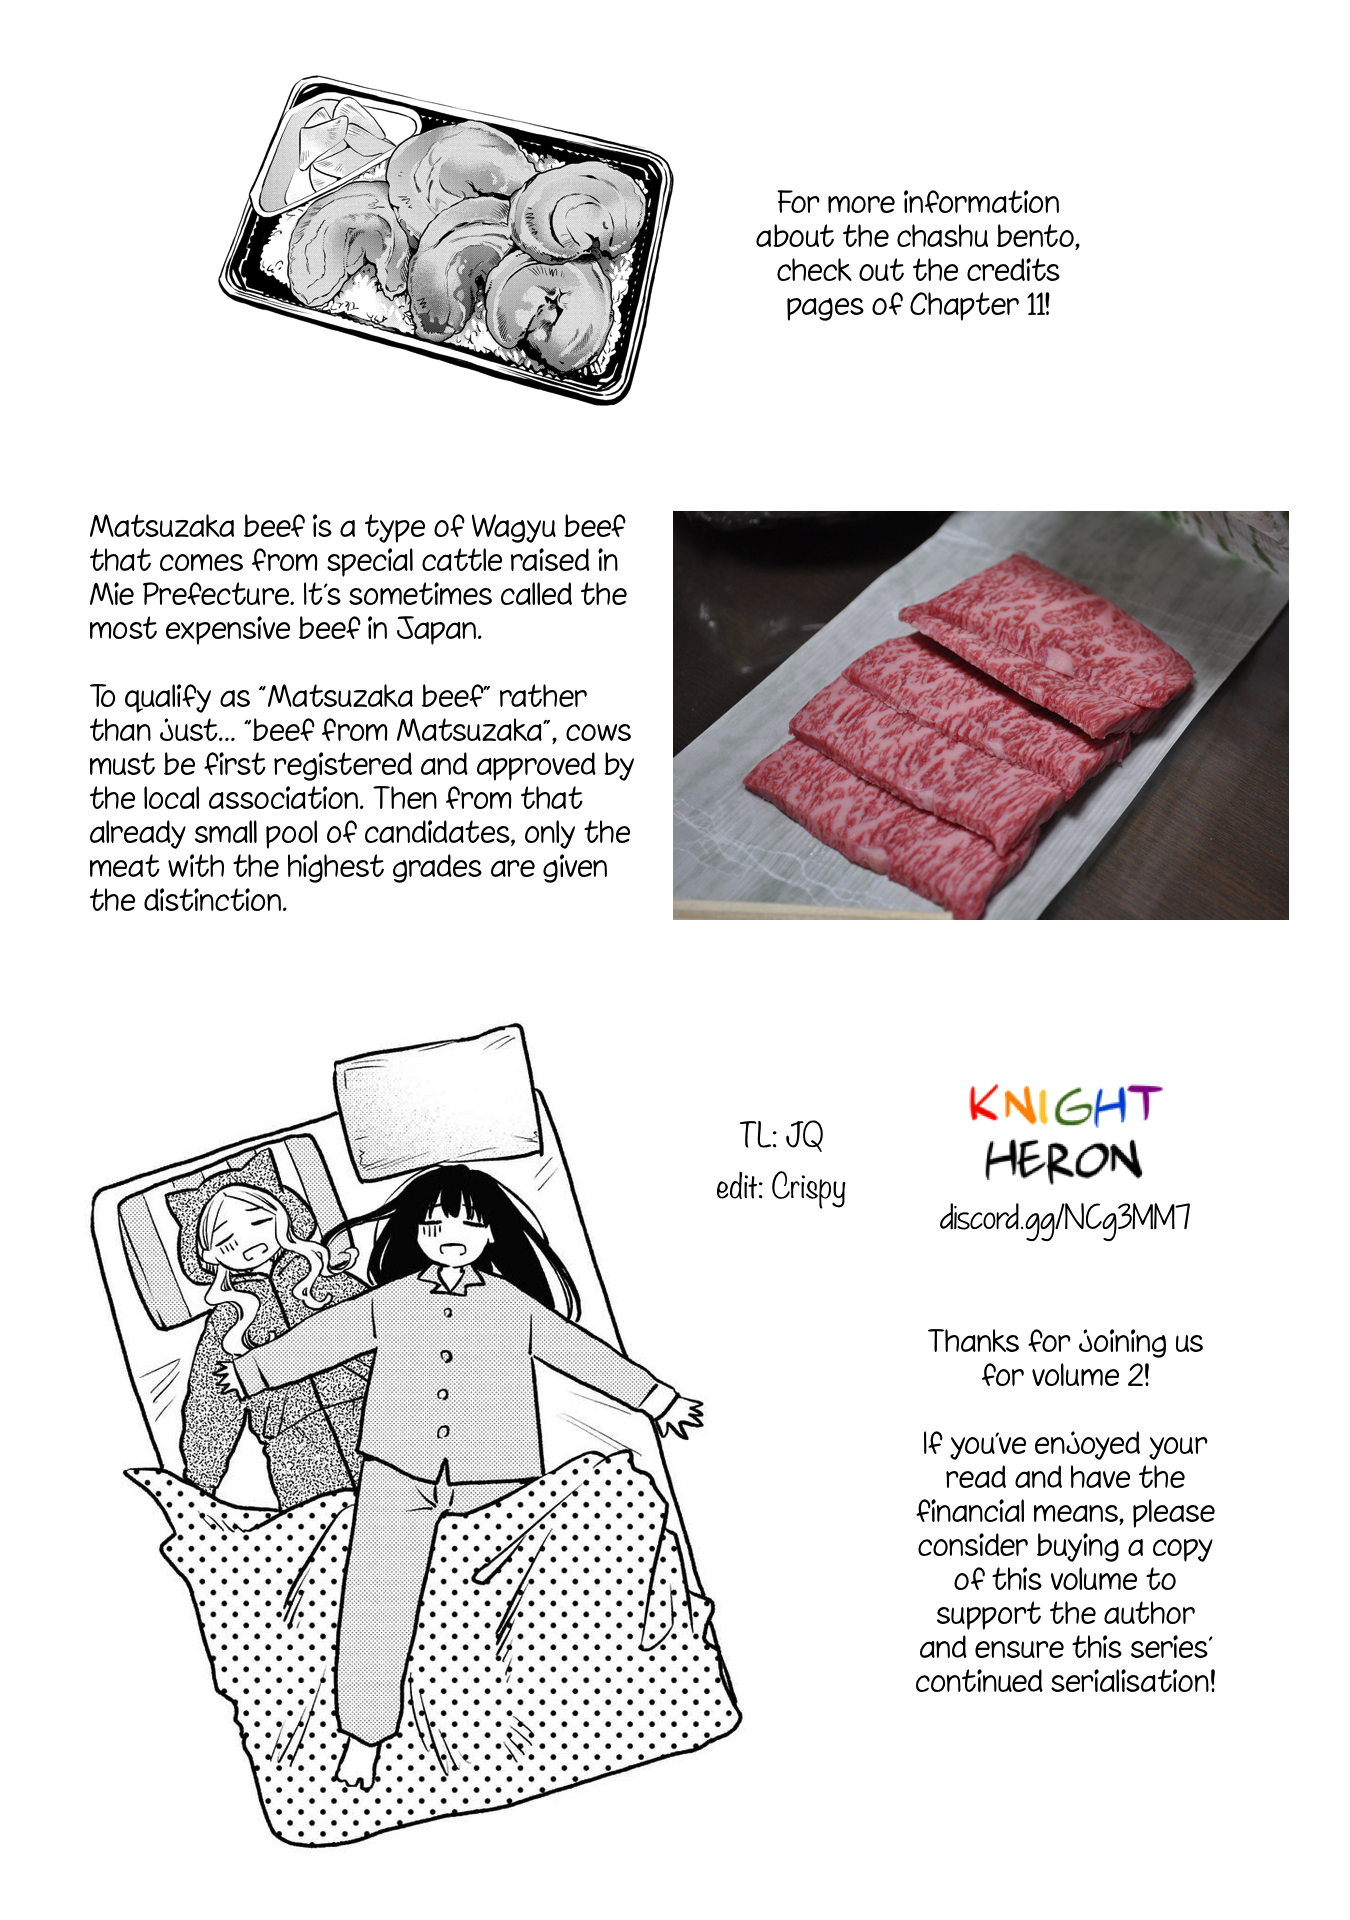 For more information
about the chashu bento,
check out the credits
pages of Chapter 11!
Matsuzaka beef is a type of Wagyu beef
that comes from special cattle raised in
Mie Prefecture. It's sometimes called the
most expensive beef in Japan.
To qualify as "Matsuzaka beef" rather
than just... "beef from Matsuzaka", cows
must be first registered and approved by
the local association. Then from that
already small pool of candidates, only the
meat with the highest grades are given
the distinction.
TL: JQ
edit: Crispy
KNIGHT
HERON
discord.gg/NCg3MM7
Thanks for joining us
for volume 2!
If you've enjoyed your
read and have the
financial means, please
consider buying a copy
of this volume to
support the author
and ensure this series'
continued serialisation!